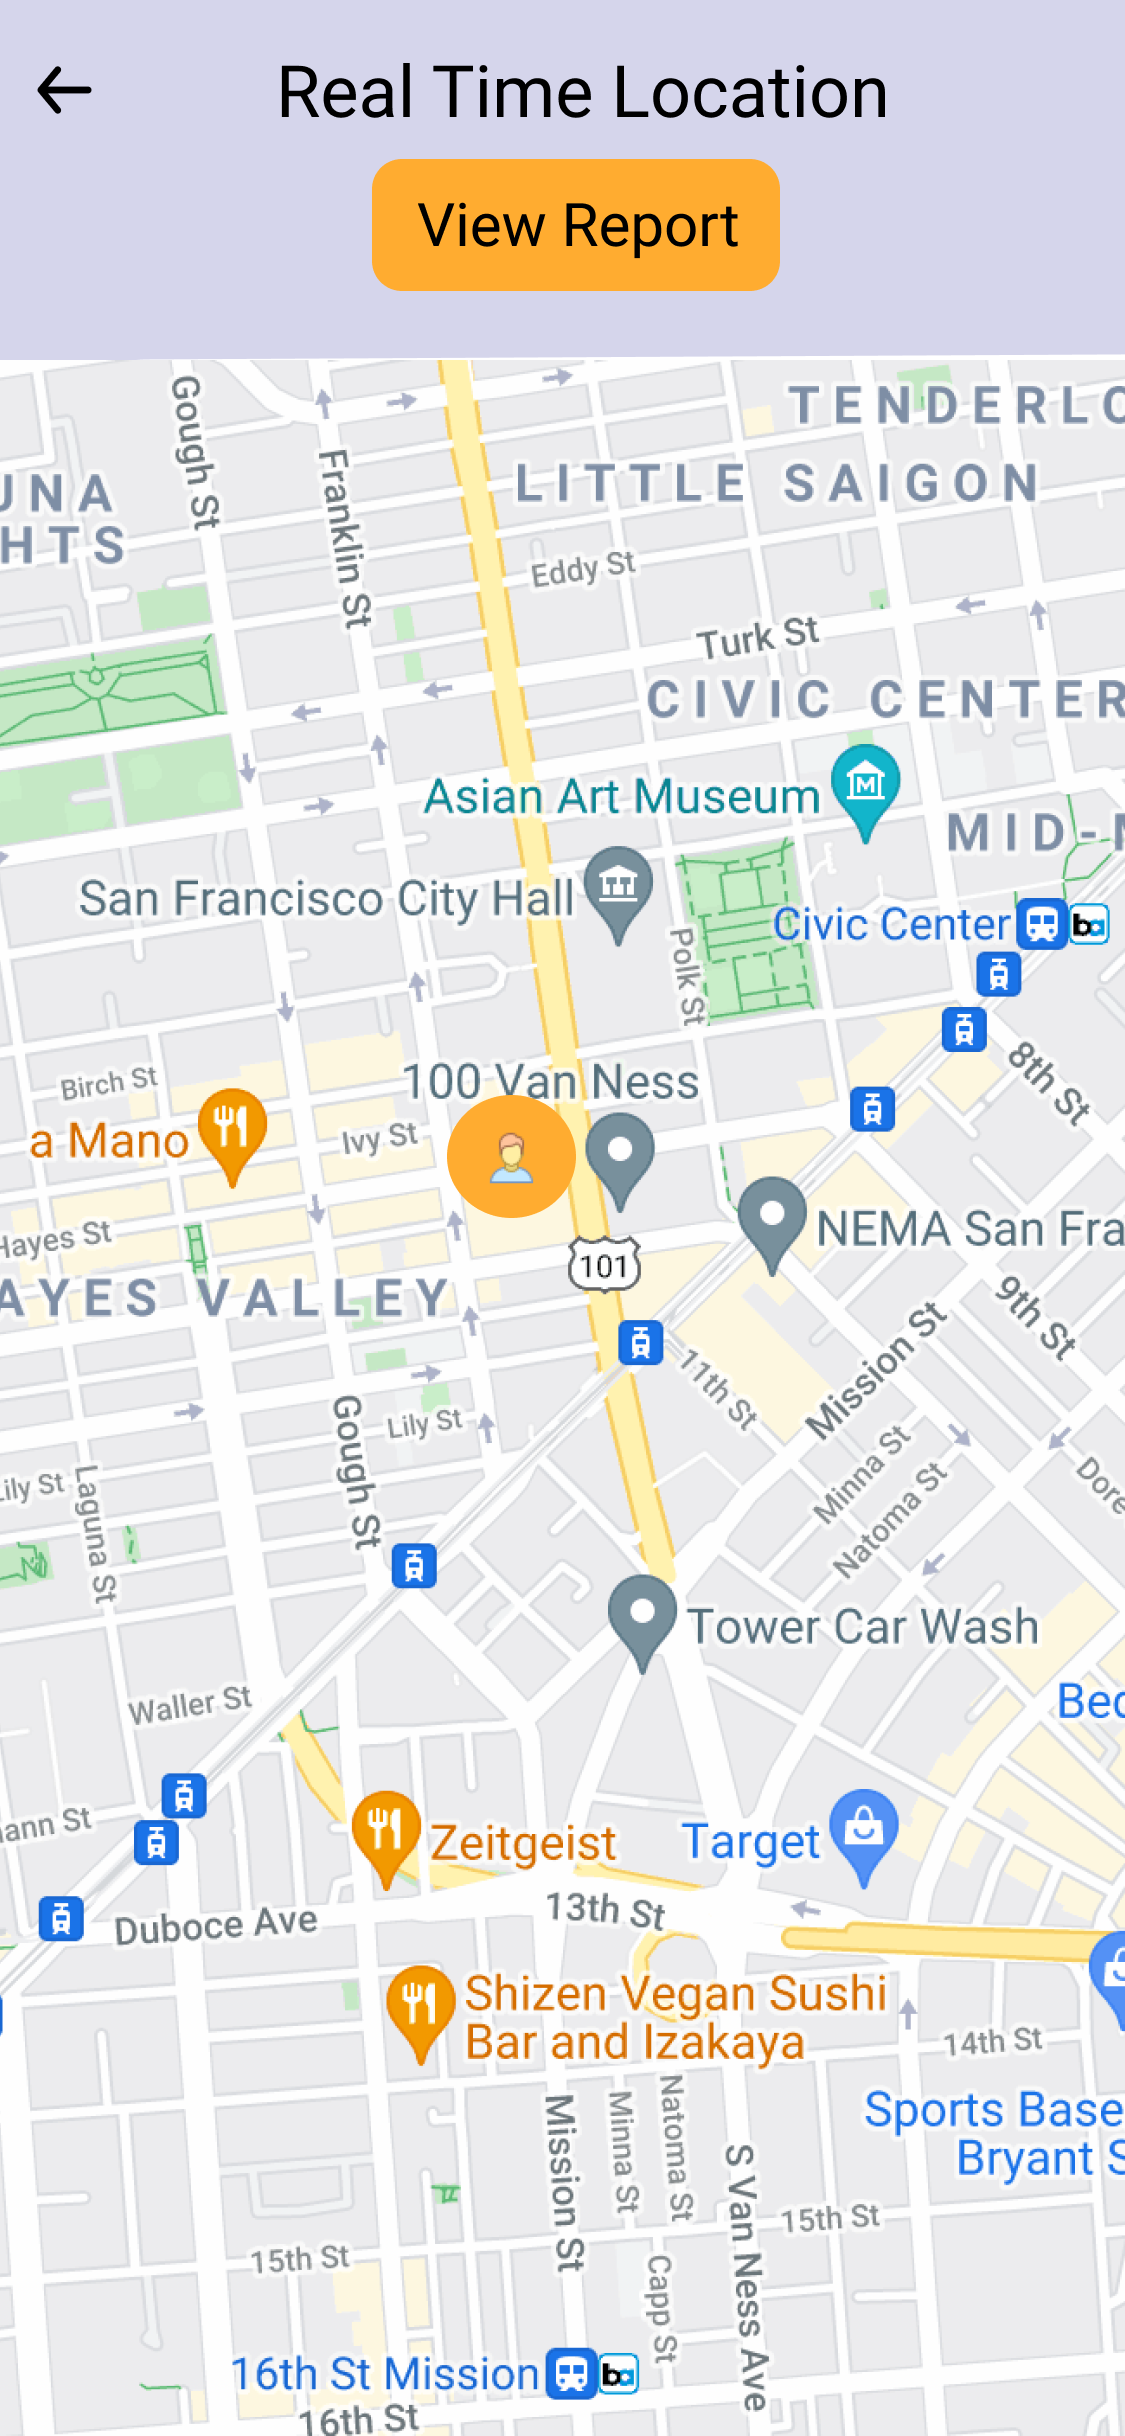 Real Time Location
View Report
Gough St
Franklin St
TENDERLO
LITTLE SAIGON
UNA
HTS
Eddy St
Turk St
CIVIC CENTER
Asian Art Museum
M
MID-
San Francisco City Hall
Civic Center
ba
Polk St
8th St
100 Van Ness
Birch St
a Mano
Ivy St
NEMA San Fra
Hayes St
101
AYES VALLEY
9th St
Mission St
11th St
Lily St
Gough St
Minna St
Natoma St
Dore
Lily St
Laguna St
Tower Car Wash
Waller St
Bec
ann St
Zeitgeist
Target
13th St
Duboce Ave
Shizen Vegan Sushi
Bar and Izakaya
14th St
Mission St
Minna St
Natoma St
Sports Base
Bryant S
S Van Ness Ave
15th St
15th St
Capp St
16th St Mission
ba
16th St